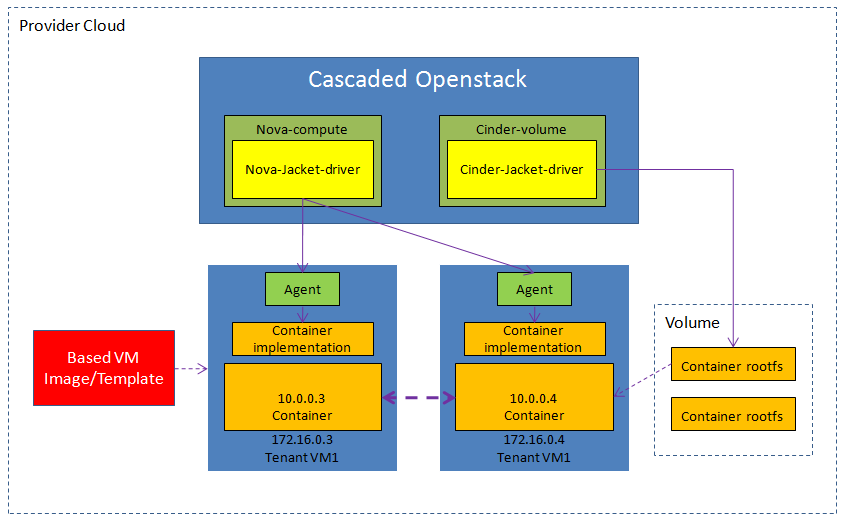 Provider Cloud
Cascaded Openstack
Nova-compute
Nova-Jacket-driver
Cinder-volume
Cinder-Jacket-driver
Agent
Container
implementation
10.0.0.3
Container
172.16.0.3
Tenant VM1
Agent
Container
implementation
10.0.0.4
Container
172.16.0.4
Tenant VM1
Based VM
Image/Template
Volume
Container rootfs
Container rootfs